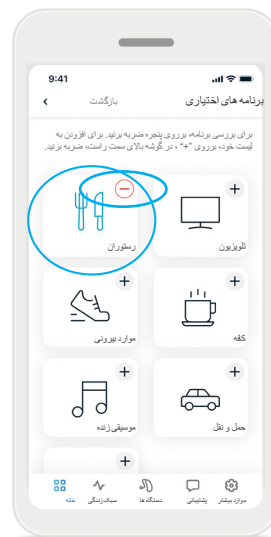 9:41
برنامه های اختیاری
بازگشت
برای بررسی برنامه، برروی پنجره ضربه بزنید. برای افزودن به
لیست خود، برروی "+" ، در گوشه بالای سمت راست، ضربه بزنید.
تلویزیون
رستوران
کافه
موارد بیرونی
حمل و نقل
موسیقی زنده
موارد بیشتر
پشتیبانی
دستگاه ها
سبک زندگی
خانه